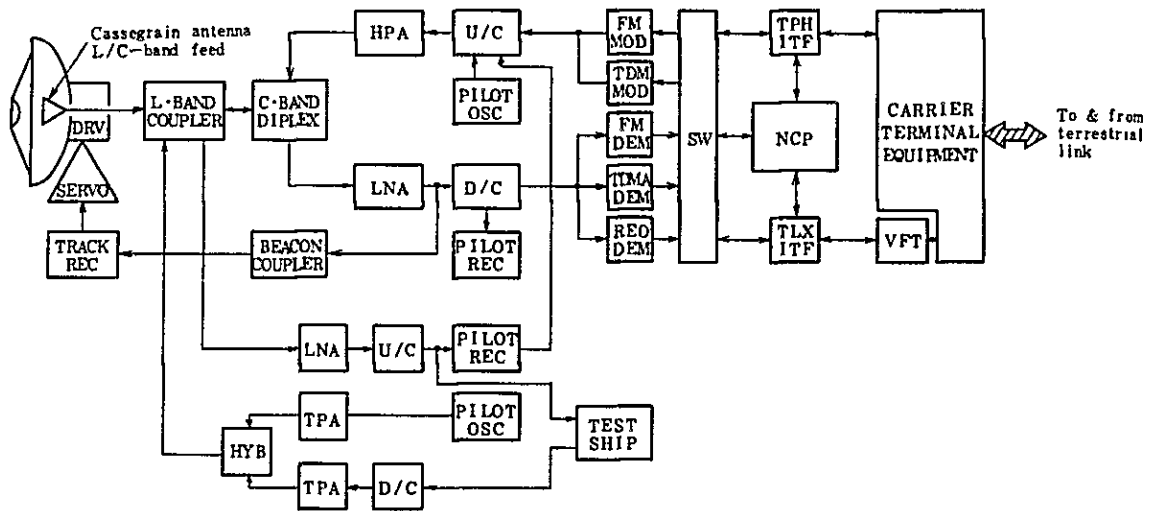 Cassegrain antenna
L/C-band feed
DRV
SERVO
TRACK
REC
L·BAND
COUPLER
C·BAND
DIPLEX
HPA
U/C
PILOT
OSC
LNA
D/C
PILOT
REC
BEACON
COUPLER
FM
MOD
TDM
MOD
FM
DEM
TDMA
DEM
REQ
DEM
SW
TPH
ITF
NCP
TLX
ITF
CARRIER
TERMINAL
EQUIPMENT
VFT
To & from
terrestrial
link
LNA
U/C
PILOT
REC
TPA
PILOT
OSC
HYB
TPA
D/C
TEST
SHIP